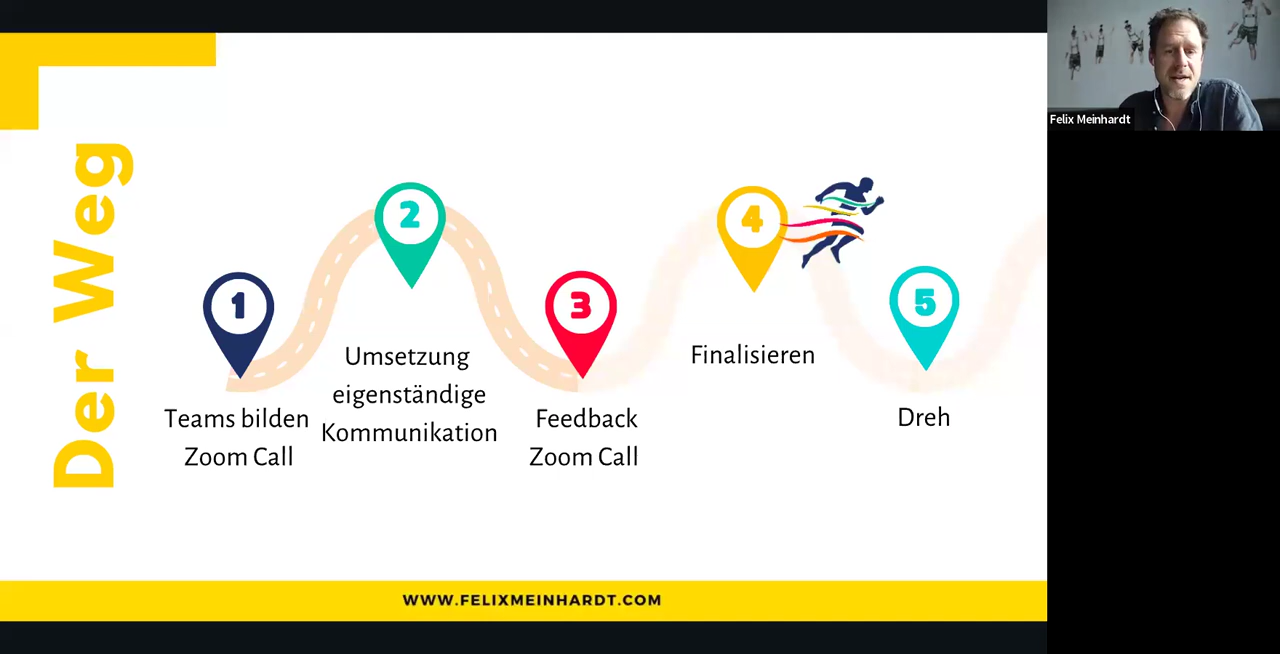 Der Weg
1
Teams bilden
Zoom Call
2
Umsetzung
eigenständige
Kommunikation
3
Feedback
Zoom Call
4
Finalisieren
5
Dreh
WWW.FELIXMEINHARDT.COM
Felix Meinhardt